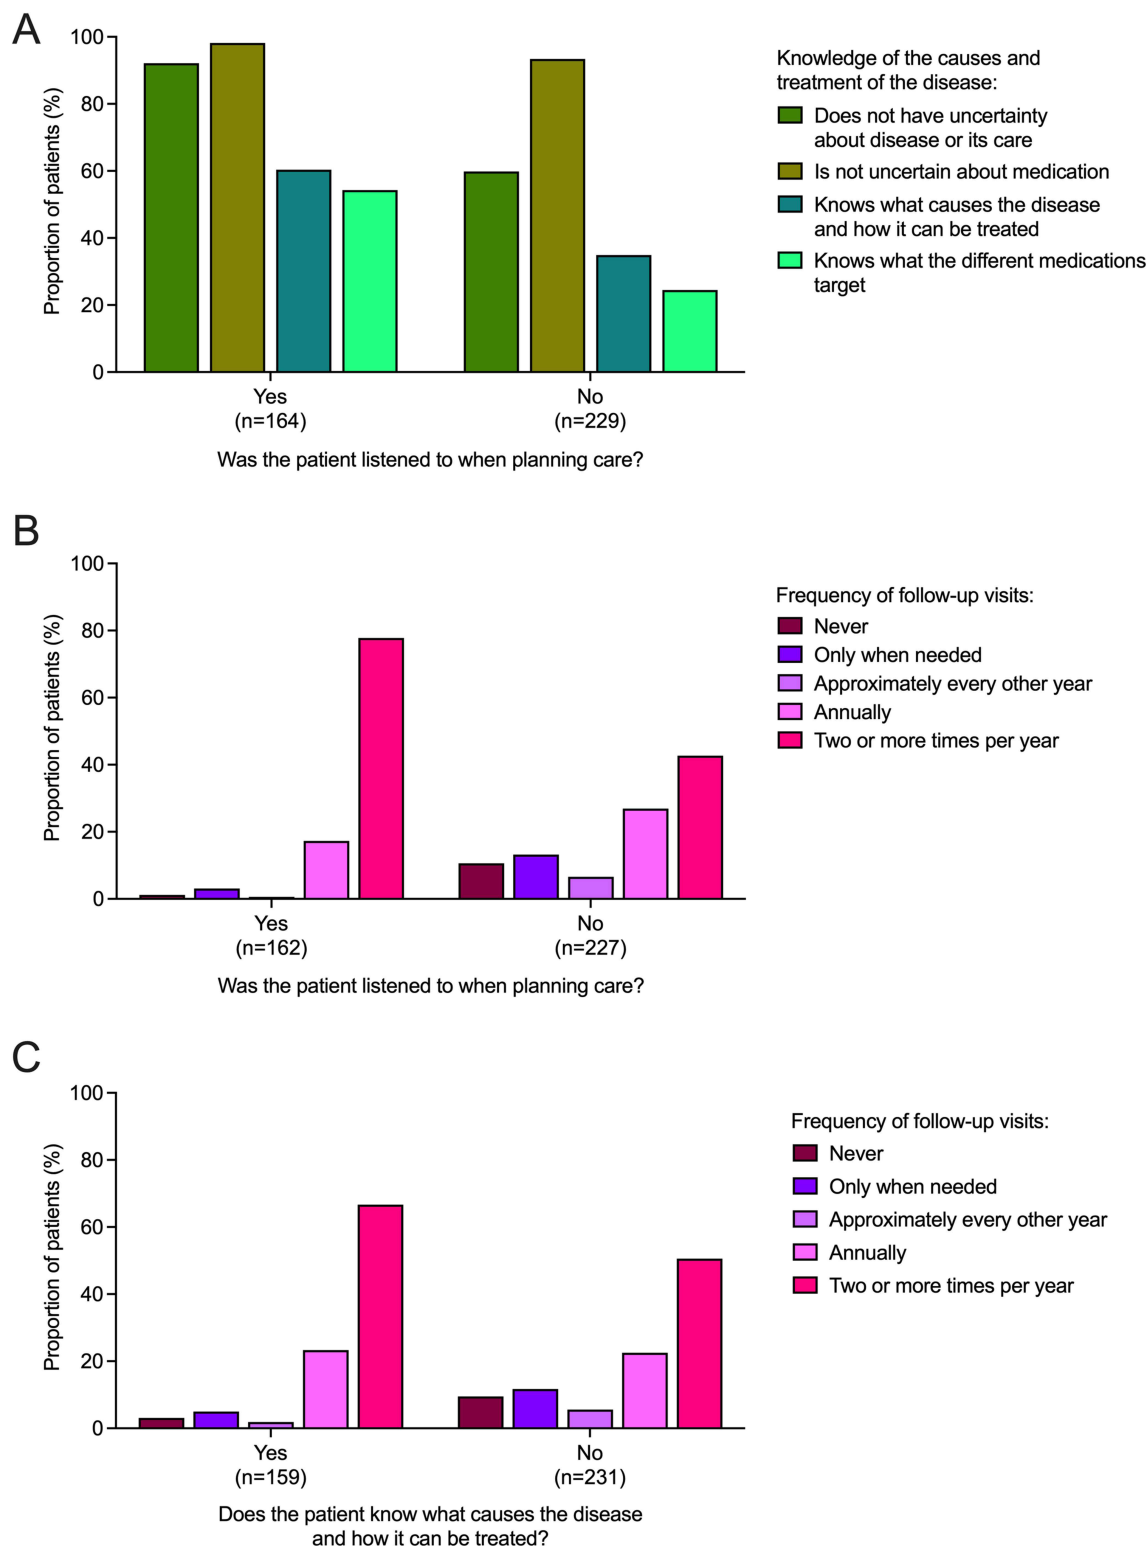 A
100
80
60
40
20
0
Proportion of patients (%)
Yes
(n=164)
No
(n=229)
Was the patient listened to when planning care?
Knowledge of the causes and
treatment of the disease:
Does not have uncertainty
about disease or its care
Is not uncertain about medication
Knows what causes the disease
and how it can be treated
Knows what the different medications
target
B
100
80
60
40
20
0
Proportion of patients (%)
Yes
(n=162)
No
(n=227)
Was the patient listened to when planning care?
Frequency of follow-up visits:
Never
Only when needed
Approximately every other year
Annually
Two or more times per year
C
100
80
60
40
20
0
Proportion of patients (%)
Yes
(n=159)
No
(n=231)
Does the patient know what causes the disease
and how it can be treated?
Frequency of follow-up visits:
Never
Only when needed
Approximately every other year
Annually
Two or more times per year